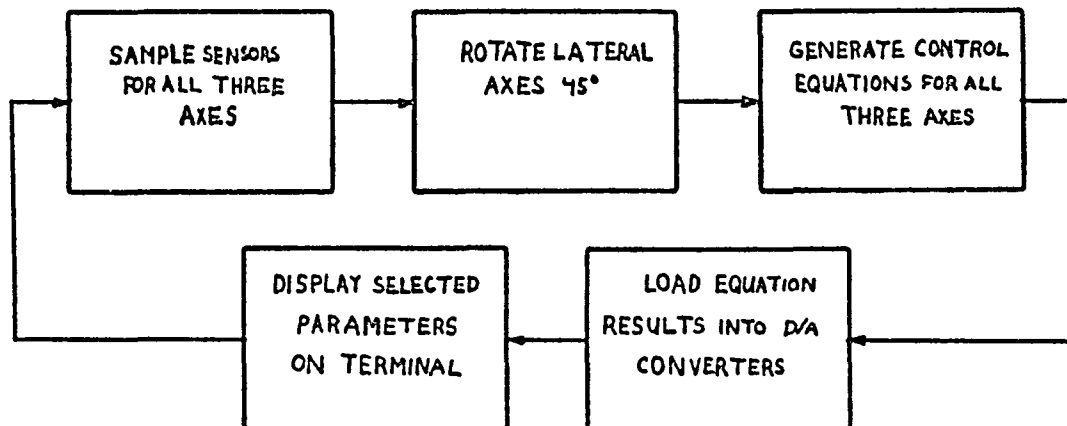 SAMPLE SENSORS
FOR ALL THREE
AXES
ROTATE LATERAL
AXES 45°
GENERATE CONTROL
EQUATIONS FOR ALL
THREE AXES
DISPLAY SELECTED
PARAMETERS
ON TERMINAL
LOAD EQUATION
RESULTS INTO D/A
CONVERTERS